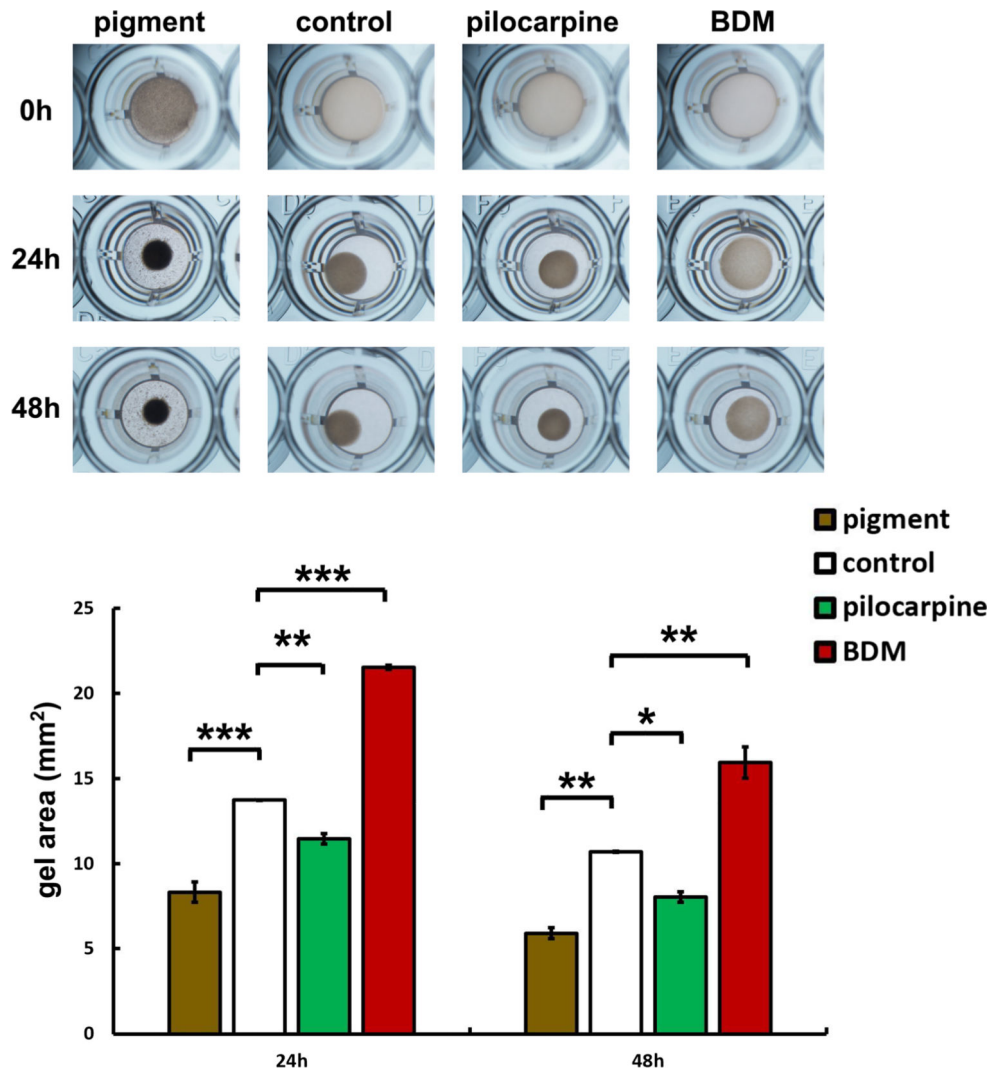 pigment control pilocarpine BDM
0h
24h
48h
pigment
control
pilocarpine
BDM
gel area (mm²)
25
20
15
10
5
0
***
**
***
**
*
**
24h 48h